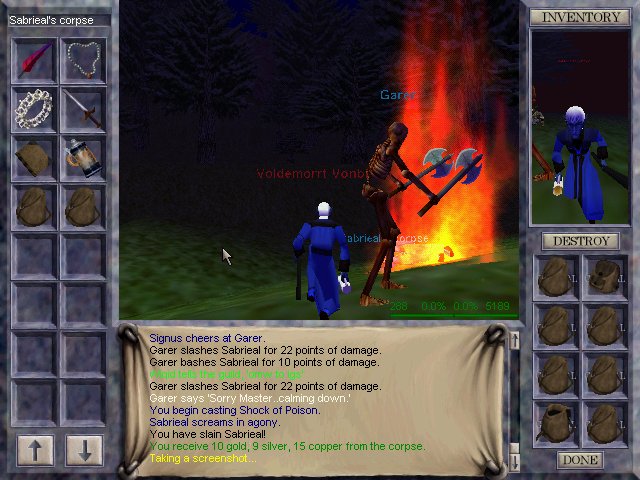 Sabrieal's corpse
INVENTORY
Garer
Voldemorrt Vonb
abrieal corpse
DESTROY
288 0.0% 0.0% 5189
Signus cheers at Garer.
Garer slashes Sabrieal for 22 points of damage.
Garer bashes Sabrieal for 10 points of damage.
tells the guild,
Garer slashes Sabrieal for 22 points of damage.
Garer says 'Sorry Master..calming down.'
You begin casting Shock of Poison.
Sabrieal screams in agony.
You have slain Sabrieal!
You receive 10 gold, 9 silver, 15 copper from the corpse.
Taking a screenshot...
DONE